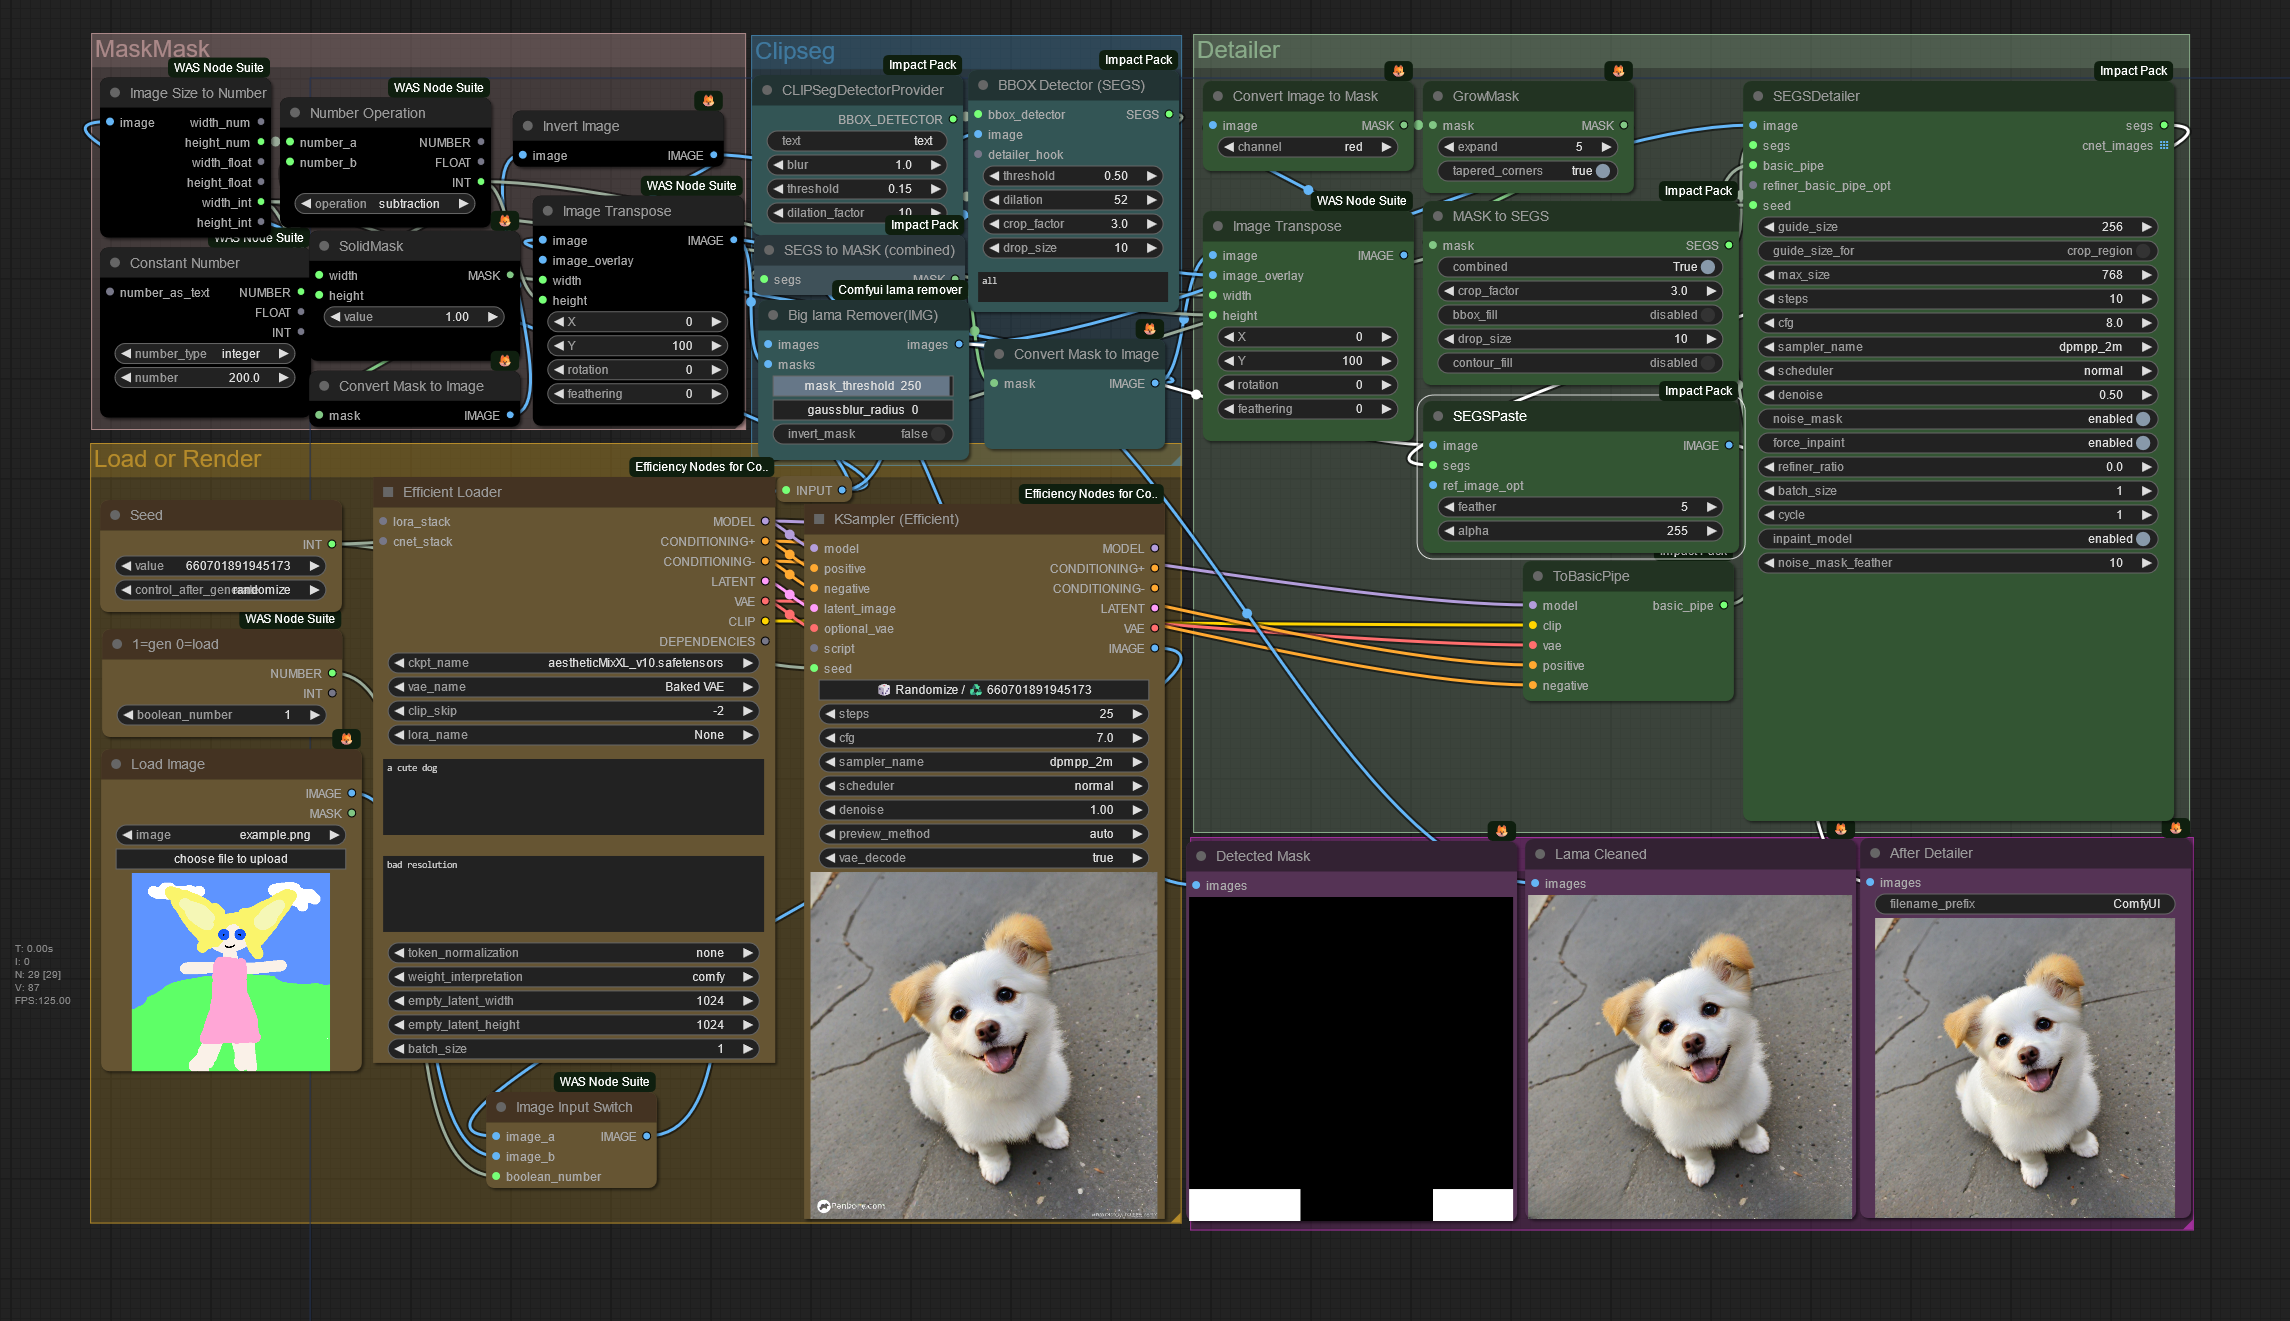 MaskMask
WAS Node Suite
Image Size to Number
image
width_num
height_num
width_float
height_float
width_int
height_int
WAS Node Suite
Number Operation
number_a
NUMBER
number_b
FLOAT
INT
operation
subtraction
Invert Image
image
IMAGE
WAS Node Suite
Constant Number
number_as_text
NUMBER
FLOAT
INT
number_type
integer
number
200.0
SolidMask
width
MASK
height
value
1.00
Convert Mask to Image
mask
IMAGE
WAS Node Suite
Image Transpose
image
IMAGE
image_overlay
width
height
X
0
Y
100
rotation
0
feathering
0
Clipseg
Impact Pack
CLIPSegDetectorProvider
BBOX_DETECTOR
text
text
blur
1.0
threshold
0.15
dilation_factor
10
Impact Pack
SEGS to MASK (combined)
segs
MASK
Comfyui lama remover
Big lama Remover(IMG)
images
images
masks
mask_threshold 250
gaussblur_radius 0
invert_mask
false
Impact Pack
BBOX Detector (SEGS)
bbox_detector
SEGS
image
detailer_hook
threshold
0.50
dilation
52
crop_factor
3.0
drop_size
10
all
Convert Mask to Image
mask
IMAGE
Detailer
Convert Image to Mask
image
MASK
channel
red
GrowMask
mask
MASK
expand
5
tapered_corners
true
WAS Node Suite
Image Transpose
image
IMAGE
image_overlay
width
height
X
0
Y
100
rotation
0
feathering
0
Impact Pack
MASK to SEGS
mask
SEGS
combined
True
crop_factor
3.0
bbox_fill
disabled
drop_size
10
contour_fill
disabled
Impact Pack
SEGSPaste
image
IMAGE
segs
ref_image_opt
feather
5
alpha
255
Impact Pack
ToBasicPipe
model
basic_pipe
clip
vae
positive
negative
Impact Pack
SEGSDetailer
image
segs
segs
cnet_images
basic_pipe
refiner_basic_pipe_opt
seed
guide_size
256
guide_size_for
crop_region
max_size
768
steps
10
cfg
8.0
sampler_name
dpmpp_2m
scheduler
normal
denoise
0.50
noise_mask
enabled
force_inpaint
enabled
refiner_ratio
0.0
batch_size
1
cycle
1
inpaint_model
enabled
noise_mask_feather
10
Load or Render
Seed
INT
value
660701891945173
control_after_gene
randomize
WAS Node Suite
1=gen 0=load
NUMBER
INT
boolean_number
1
Load Image
IMAGE
MASK
image
example.png
choose file to upload
Efficiency Nodes for Co..
Efficient Loader
lora_stack
MODEL
cnet_stack
CONDITIONING+
CONDITIONING-
LATENT
VAE
CLIP
DEPENDENCIES
ckpt_name
aestheticMixXL_v10.safetensors
vae_name
Baked VAE
clip_skip
-2
lora_name
None
a cute dog
bad resolution
token_normalization
none
weight_interpretation
comfy
empty_latent_width
1024
empty_latent_height
1024
batch_size
1
WAS Node Suite
Image Input Switch
image_a
IMAGE
image_b
boolean_number
INPUT
Efficiency Nodes for Co..
KSampler (Efficient)
model
MODEL
positive
CONDITIONING+
negative
CONDITIONING-
latent_image
LATENT
optional_vae
VAE
script
IMAGE
seed
Randomize / 660701891945173
steps
25
cfg
7.0
sampler_name
dpmpp_2m
scheduler
normal
denoise
1.00
preview_method
auto
vae_decode
true
Detected Mask
images
Lama Cleaned
images
After Detailer
images
filename_prefix
ComfyUI
T: 0.00s
I: 0
N: 29 [29]
V: 87
FPS:125.00